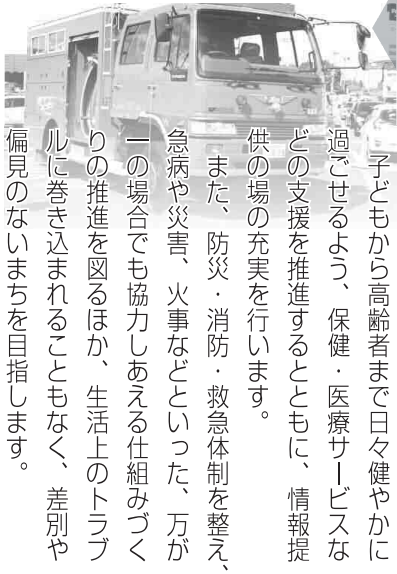 子どもから高齢者まで日々健やかに
過ごせるよう、保健・医療サービスな
どの支援を推進するとともに、情報提
供の場の充実を行います。
　また、防災・消防・救急体制を整え、
急病や災害、火事などといった、万が
一の場合でも協力しあえる仕組みづく
りの推進を図るほか、生活上のトラブ
ルに巻き込まれることもなく、差別や
偏見のないまちを目指します。